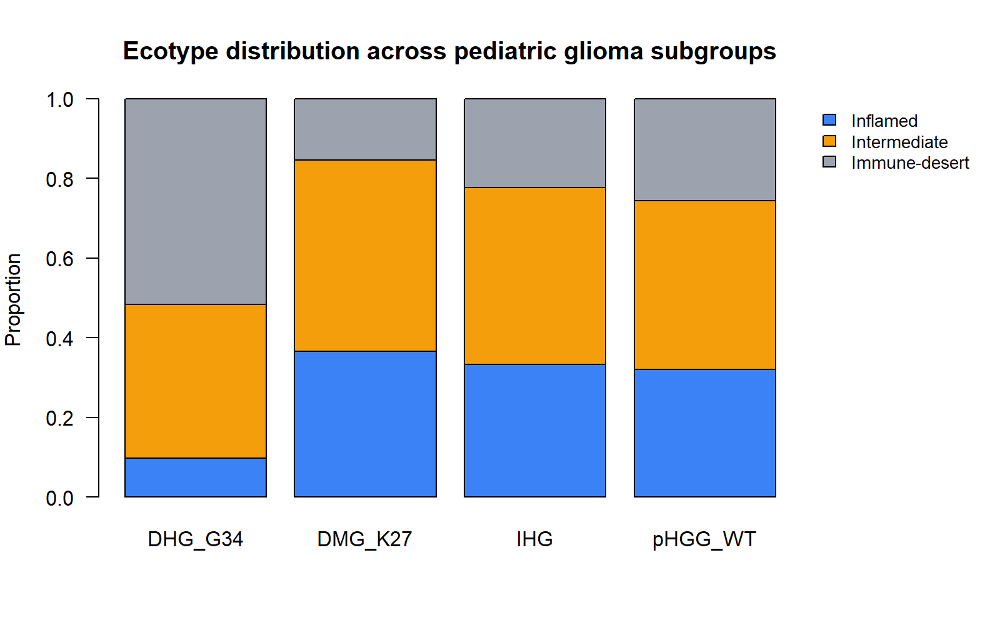 Ecotype distribution across pediatric glioma subgroups
Proportion
1.0
0.8
0.6
0.4
0.2
0.0
DHG_G34
DMG_K27
IHG
pHGG_WT
Inflamed
Intermediate
Immune-desert